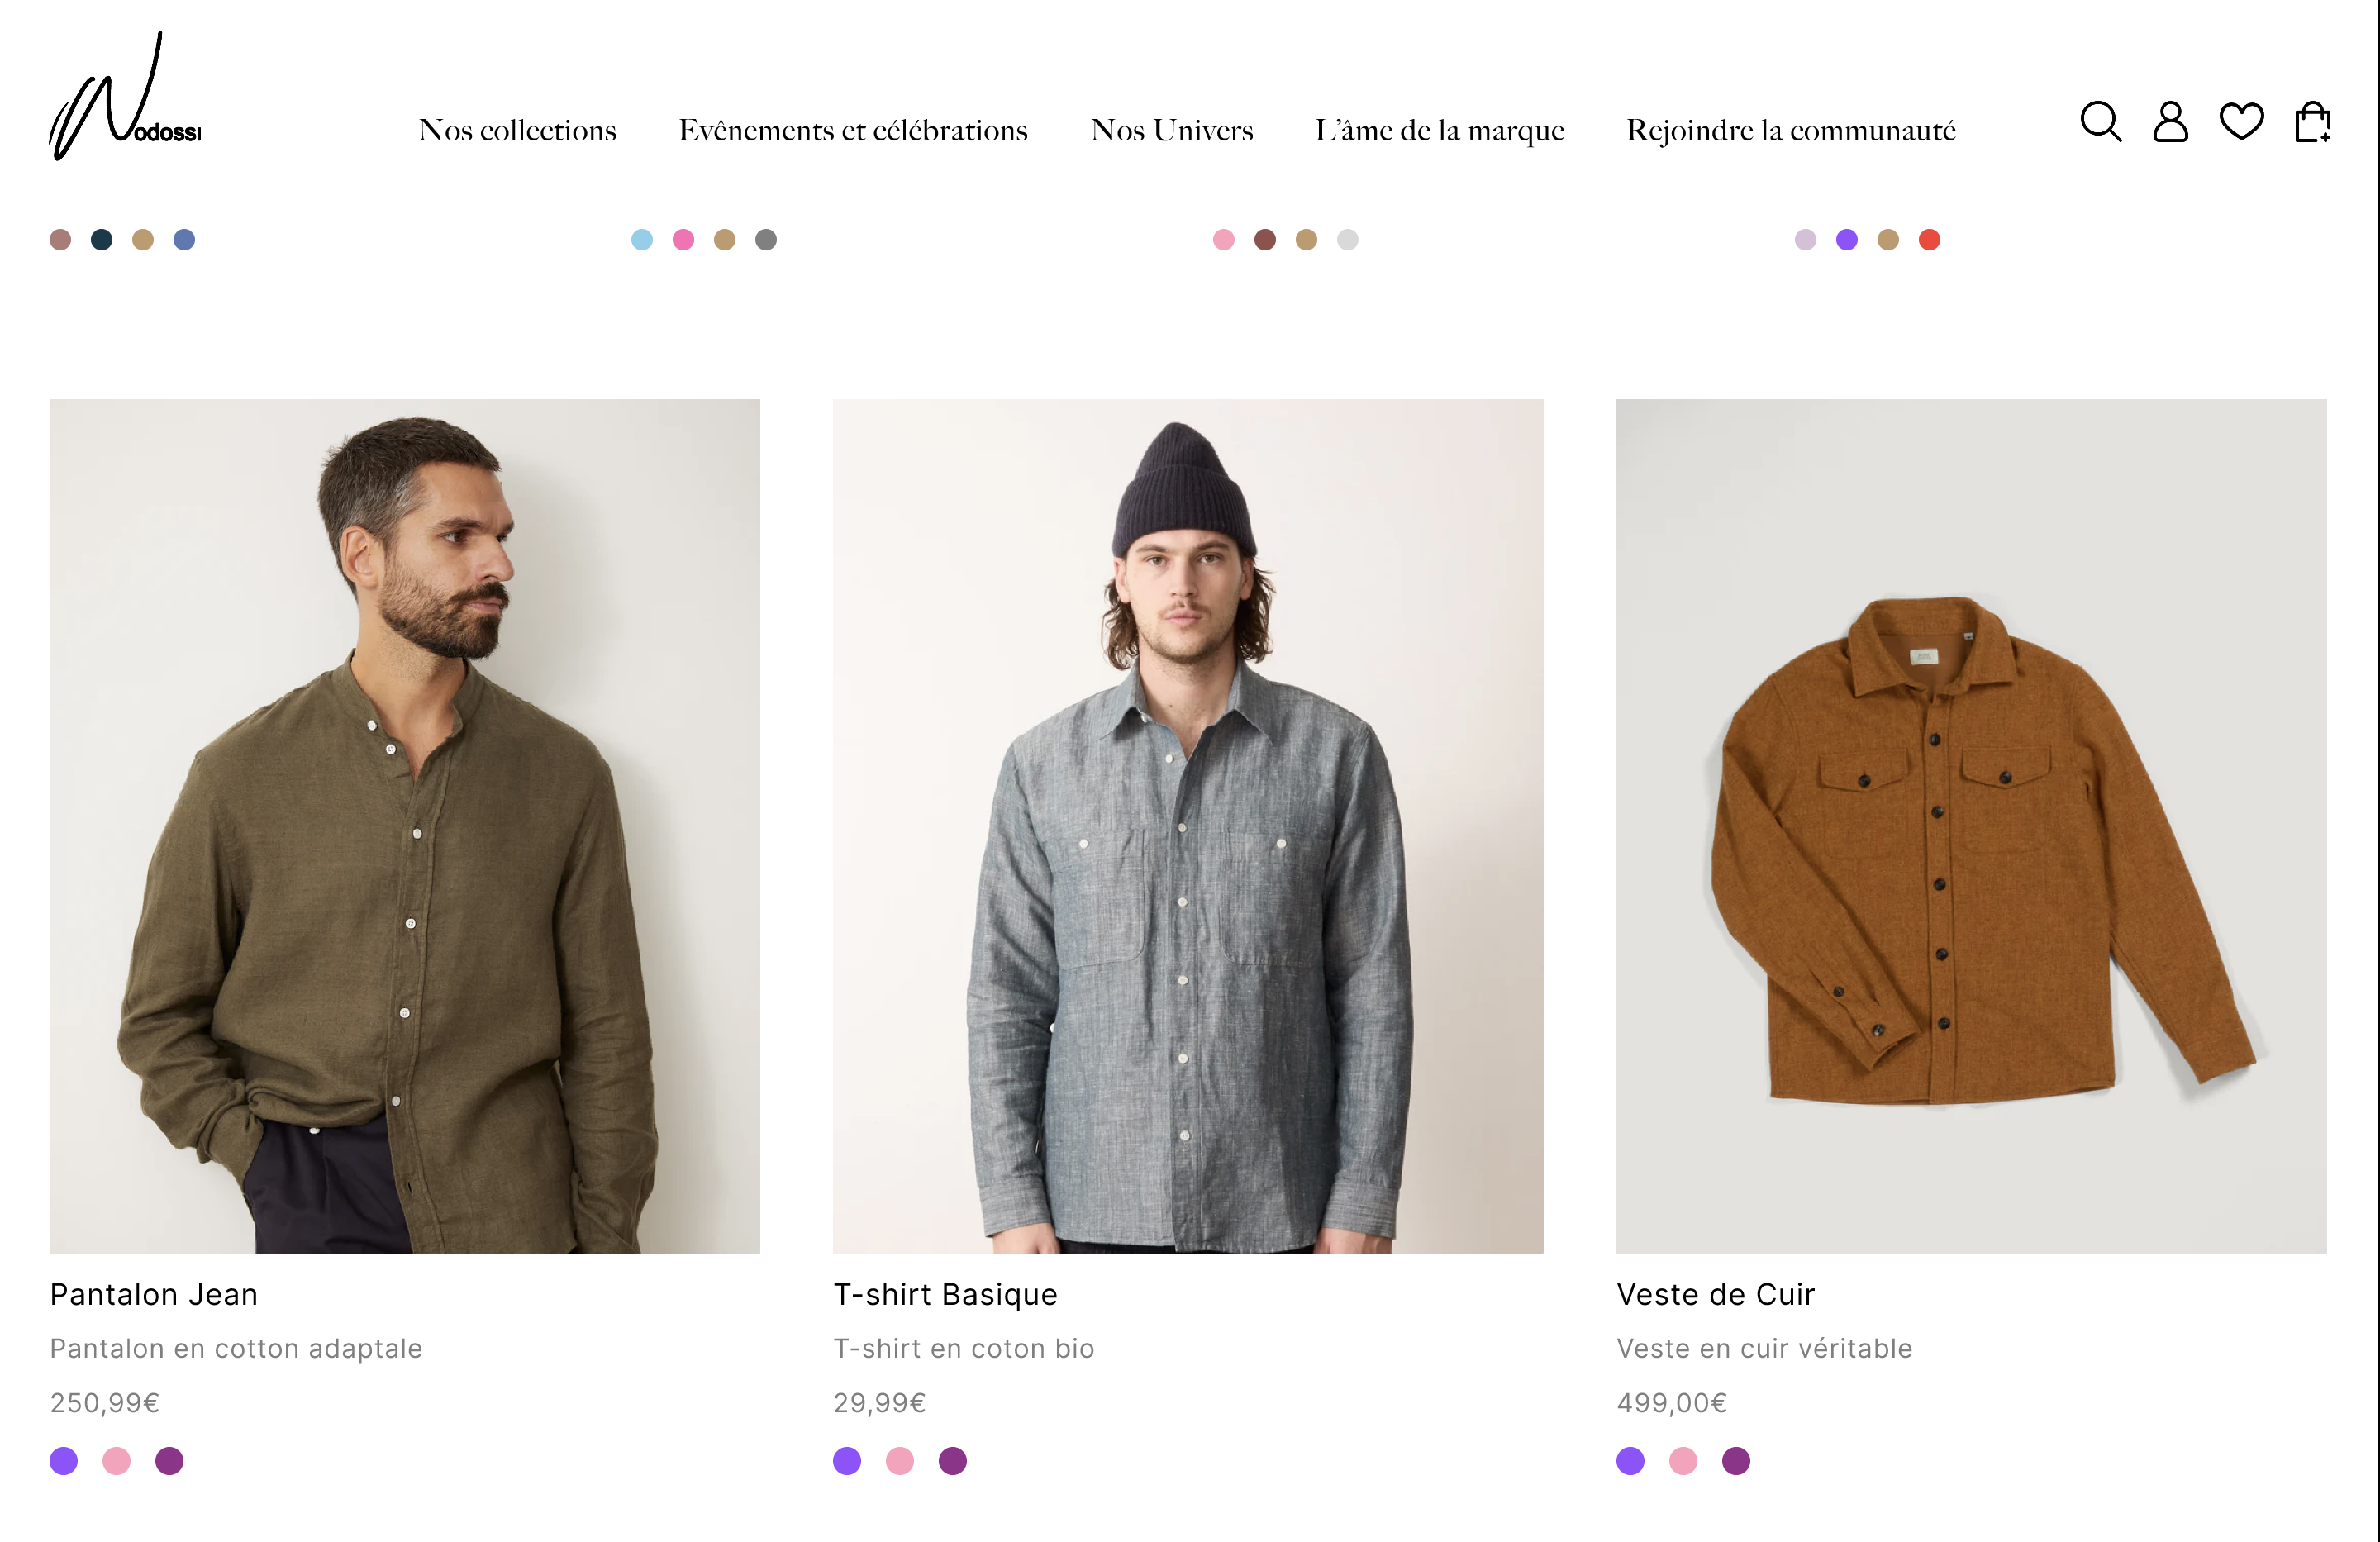 Nodossi
Nos collections
Evênements et célébrations
Nos Univers
L’âme de la marque
Rejoindre la communauté
Pantalon Jean
Pantalon en cotton adaptale
250,99€
T-shirt Basique
T-shirt en coton bio
29,99€
Veste de Cuir
Veste en cuir véritable
499,00€